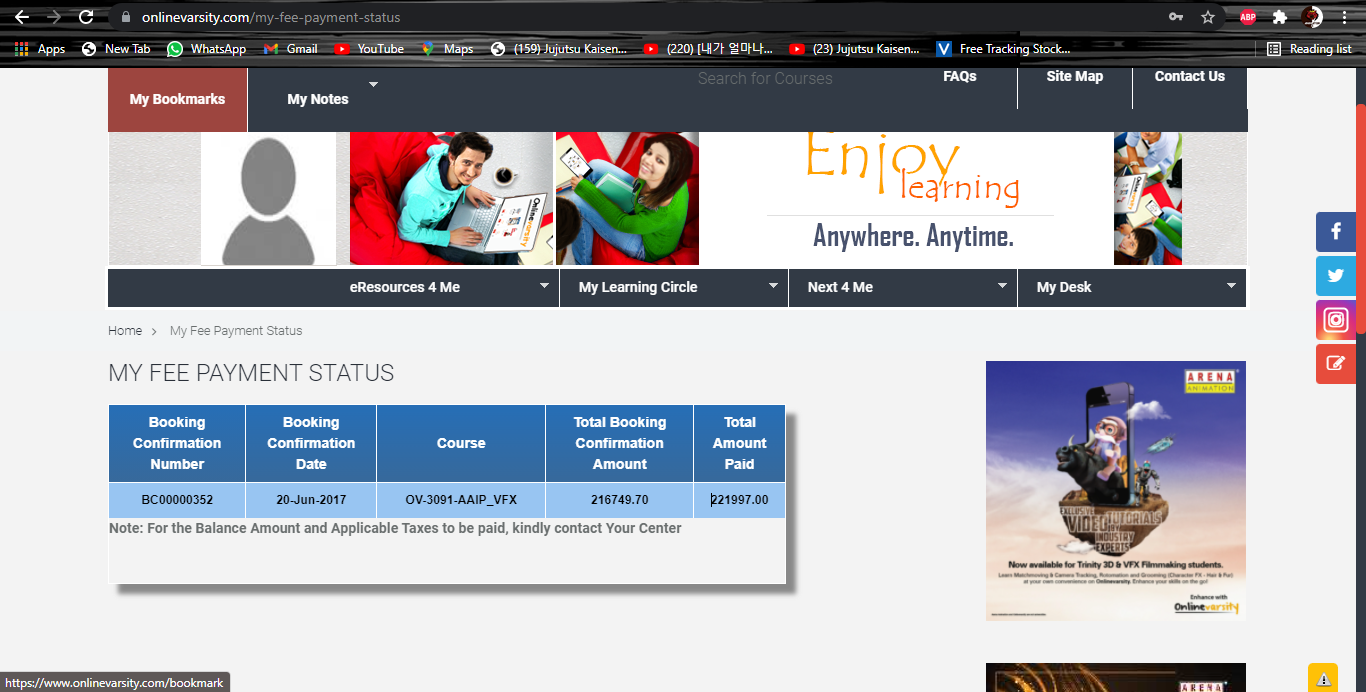 onlinevarsity.com/my-fee-payment-status
ABP
Apps
New Tab
WhatsApp
Gmail
YouTube
Maps
(159) Jujutsu Kaisen...
(220) [내가 얼마나...
(23) Jujutsu Kaisen...
Free Tracking Stock...
Reading list
My Bookmarks
My Notes
Search for Courses
FAQs
Site Map
Contact Us
Enjoy
learning
Anywhere. Anytime.
Onlinevarsity
eResources 4 Me
My Learning Circle
Next 4 Me
My Desk
Home > My Fee Payment Status
MY FEE PAYMENT STATUS
Booking Confirmation Number
Booking Confirmation Date
Course
Total Booking Confirmation Amount
Total Amount Paid
BC00000352
20-Jun-2017
OV-3091-AAIP_VFX
216749.70
221997.00
Note: For the Balance Amount and Applicable Taxes to be paid, kindly contact Your Center
ARENA
ANIMATION
EXCLUSIVE
VIDEO TUTORIALS
BY
INDUSTRY
EXPERTS
Now available for Trinity 3D & VFX Filmmaking students.
Learn Matchmoving & Camera Tracking, Rotomation and Grooming (Character FX - Hair & Fur)
at your own convenience on Onlinevarsity. Enhance your skills on the go!
Enhance with
Onlinevarsity
ARENA
https://www.onlinevarsity.com/bookmark